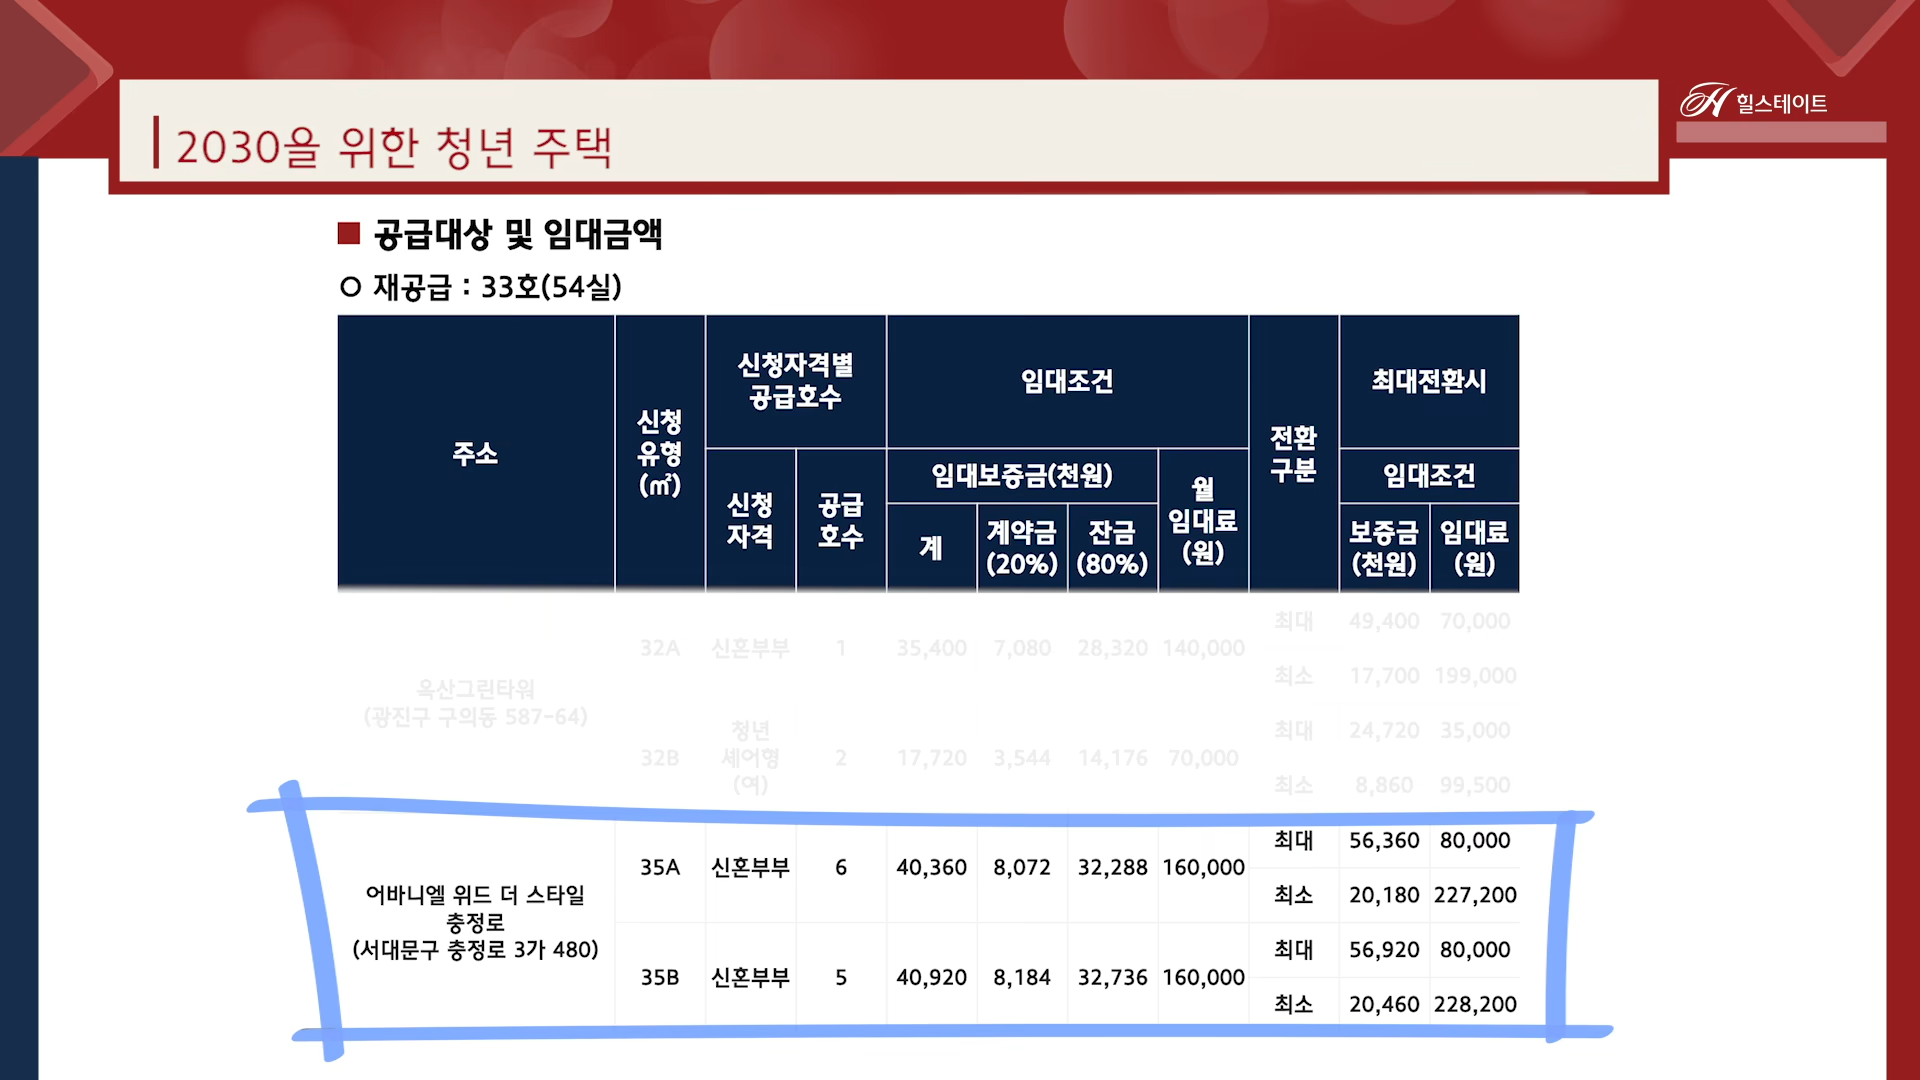 힐스테이트
2030을 위한 청년 주택
공급대상 및 임대금액
재공급 : 33호(54실)
주소
신청
유형
(㎡)
신청자격별
공급호수
임대조건
전환
구분
최대전환시
신청
자격
공급
호수
임대보증금(천원)
월
임대료
(원)
임대조건
계
계약금
(20%)
잔금
(80%)
보증금
(천원)
임대료
(원)
옥산그린타워
(광진구 구의동 587-64)
32A 신혼부부 1 35,400 7,080 28,320 140,000
최대 49,400 70,000
최소 17,700 199,000
32B 청년
셰어형
(여)
2 17,720 3,544 14,176 70,000
최대 24,720 35,000
최소 8,860 99,500
어바니엘 위드 더 스타일
충정로
(서대문구 충정로 3가 480)
35A 신혼부부 6 40,360 8,072 32,288 160,000
최대 56,360 80,000
최소 20,180 227,200
35B 신혼부부 5 40,920 8,184 32,736 160,000
최대 56,920 80,000
최소 20,460 228,200